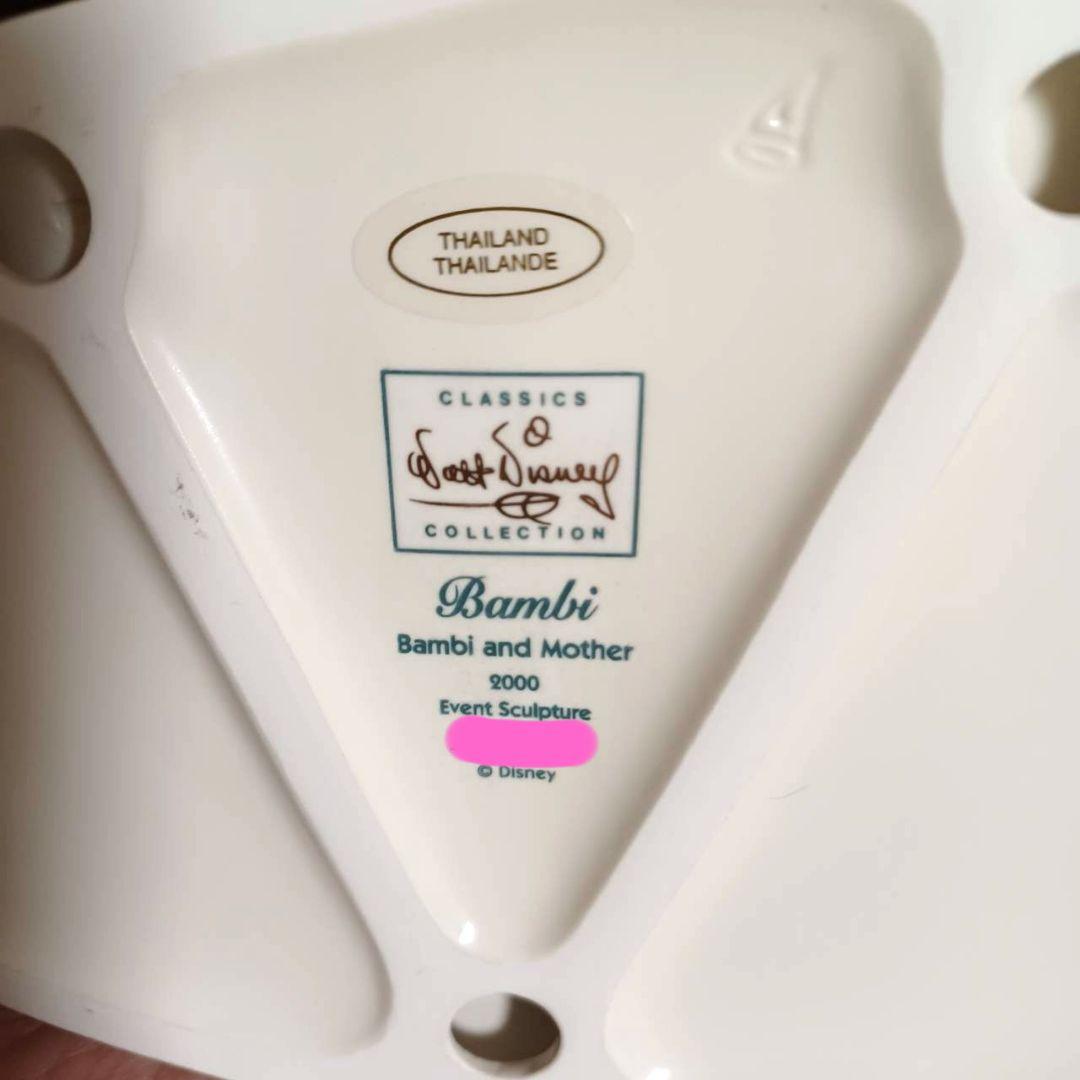 THAILAND
THAILANDE
CLASSICS
Walt Disney
COLLECTION
Bambi
Bambi and Mother
2000
Event Sculpture
© Disney